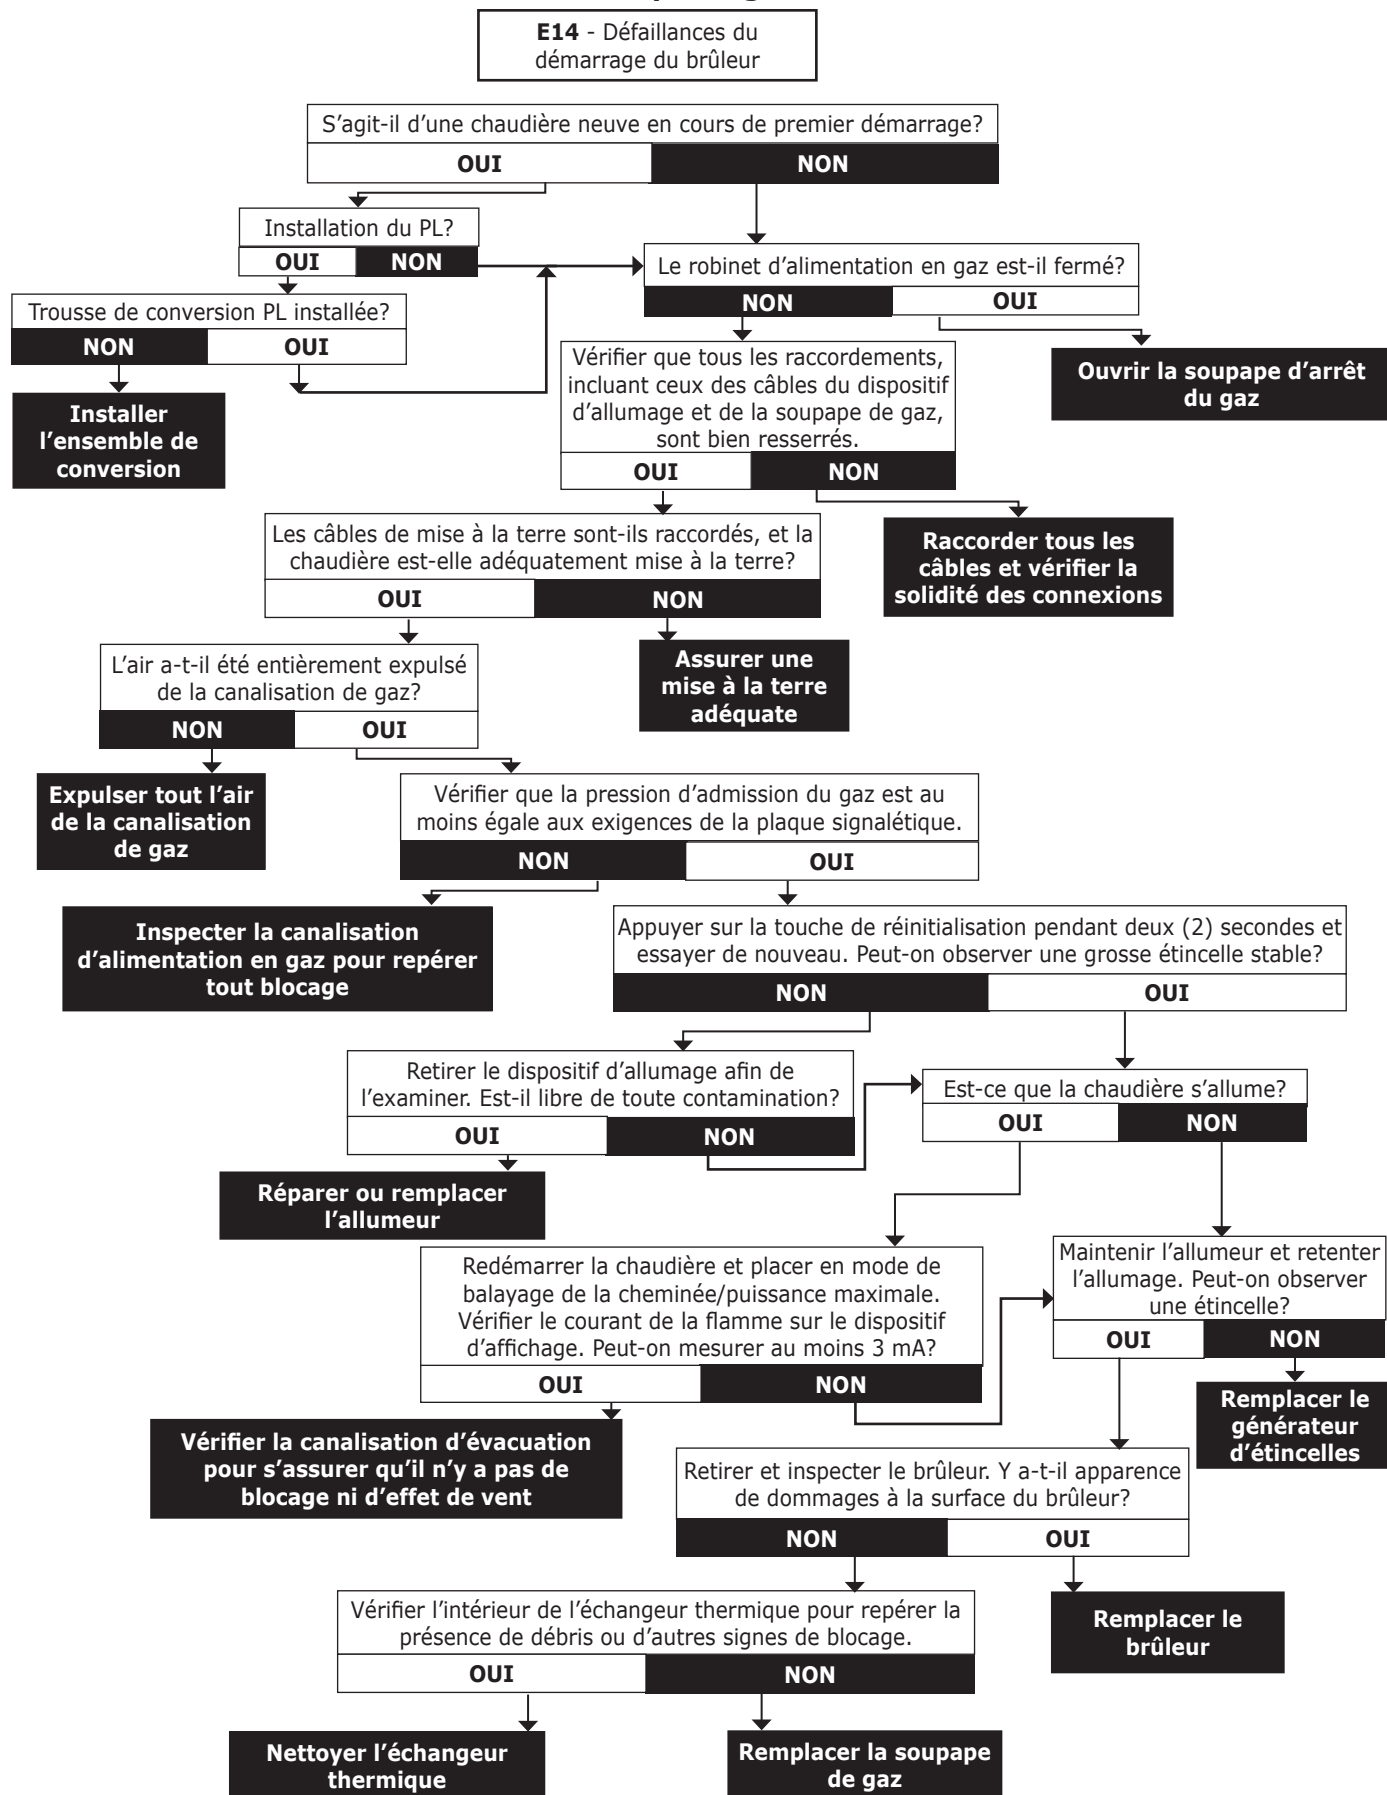 E14 - Défaillances du
démarrage du brûleur
S'agit-il d'une chaudière neuve en cours de premier démarrage?
OUI
NON
Installation du PL?
OUI
NON
Le robinet d'alimentation en gaz est-il fermé?
NON
OUI
Trousse de conversion PL installée?
NON
OUI
Vérifier que tous les raccordements,
incluant ceux des câbles du dispositif
d'allumage et de la soupape de gaz,
sont bien resserrés.
OUI
NON
Ouvrir la soupape d'arrêt
du gaz
Installer
l'ensemble de
conversion
Les câbles de mise à la terre sont-ils raccordés, et la
chaudière est-elle adéquatement mise à la terre?
OUI
NON
Raccorder tous les
câbles et vérifier la
solidité des connexions
L'air a-t-il été entièrement expulsé
de la canalisation de gaz?
NON
OUI
Assurer une
mise à la terre
adéquate
Expulser tout l'air
de la canalisation
de gaz
Vérifier que la pression d'admission du gaz est au
moins égale aux exigences de la plaque signalétique.
NON
OUI
Inspecter la canalisation
d'alimentation en gaz pour repérer
tout blocage
Appuyer sur la touche de réinitialisation pendant deux (2) secondes et
essayer de nouveau. Peut-on observer une grosse étincelle stable?
NON
OUI
Retirer le dispositif d'allumage afin de
l'examiner. Est-il libre de toute contamination?
OUI
NON
Est-ce que la chaudière s'allume?
OUI
NON
Réparer ou remplacer
l'allumeur
Redémarrer la chaudière et placer en mode de
balayage de la cheminée/puissance maximale.
Vérifier le courant de la flamme sur le dispositif
d'affichage. Peut-on mesurer au moins 3 mA?
OUI
NON
Maintenir l'allumeur et retenter
l'allumage. Peut-on observer
une étincelle?
OUI
NON
Remplacer le
générateur
d'étincelles
Vérifier la canalisation d'évacuation
pour s'assurer qu'il n'y a pas de
blocage ni d'effet de vent
Retirer et inspecter le brûleur. Y a-t-il apparence
de dommages à la surface du brûleur?
NON
OUI
Vérifier l'intérieur de l'échangeur thermique pour repérer la
présence de débris ou d'autres signes de blocage.
OUI
NON
Remplacer le
brûleur
Nettoyer l'échangeur
thermique
Remplacer la soupape
de gaz